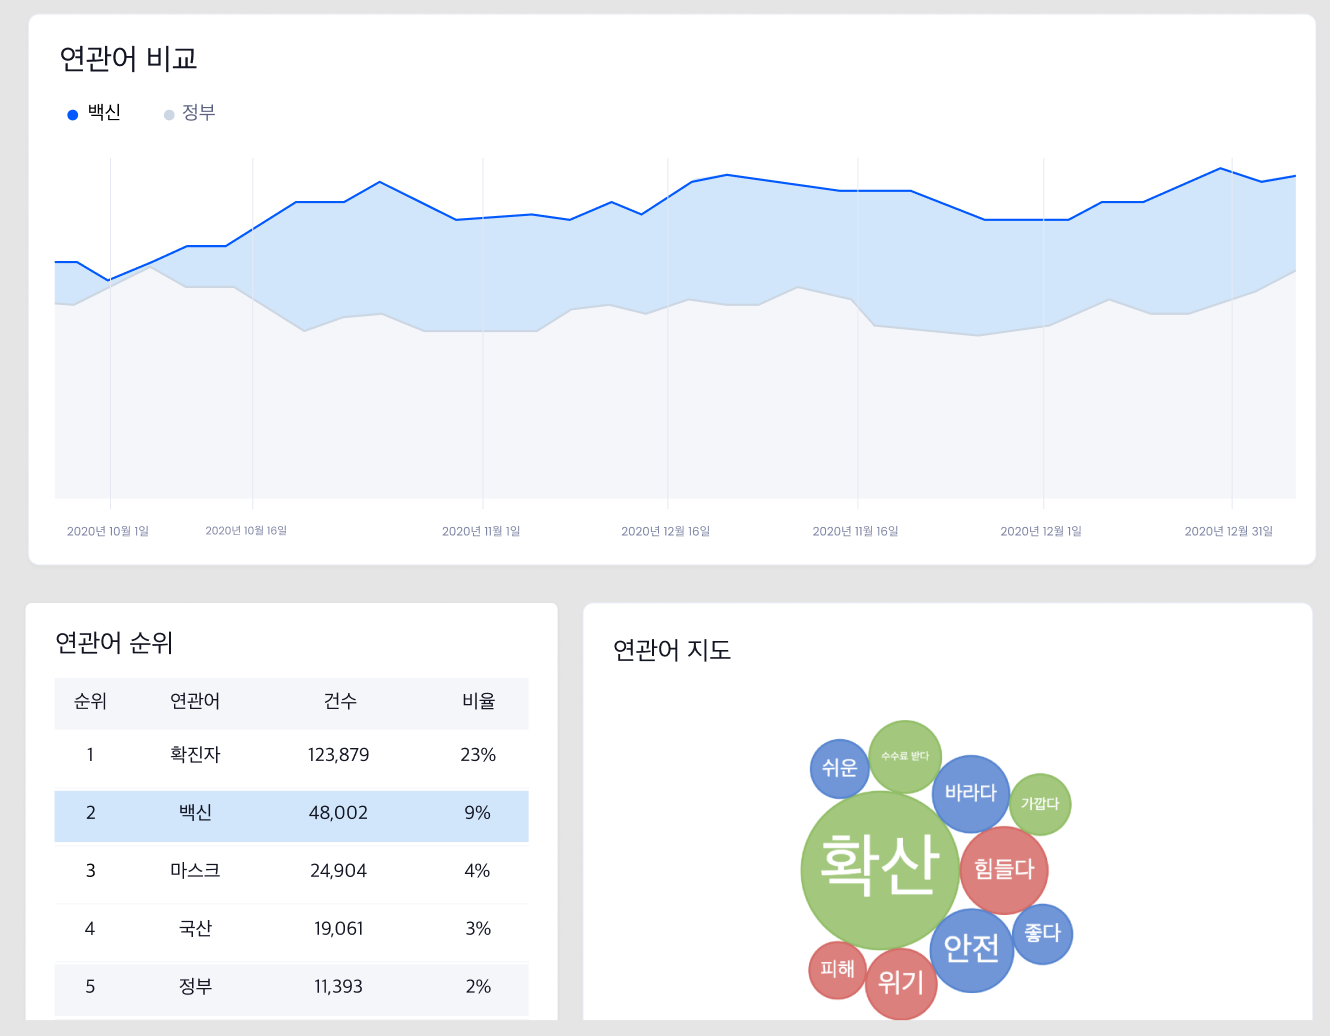 연관어 비교
백신 정부
2020년 10월 1일 2020년 10월 16일 2020년 11월 1일 2020년 12월 16일 2020년 11월 16일 2020년 12월 1일 2020년 12월 31일
연관어 순위
순위 연관어 건수 비율
1 확진자 123,879 23%
2 백신 48,002 9%
3 마스크 24,904 4%
4 국산 19,061 3%
5 정부 11,393 2%
연관어 지도
수수료 받다
쉬운
바라다
가깝다
확산
힘들다
좋다
안전
피해
위기